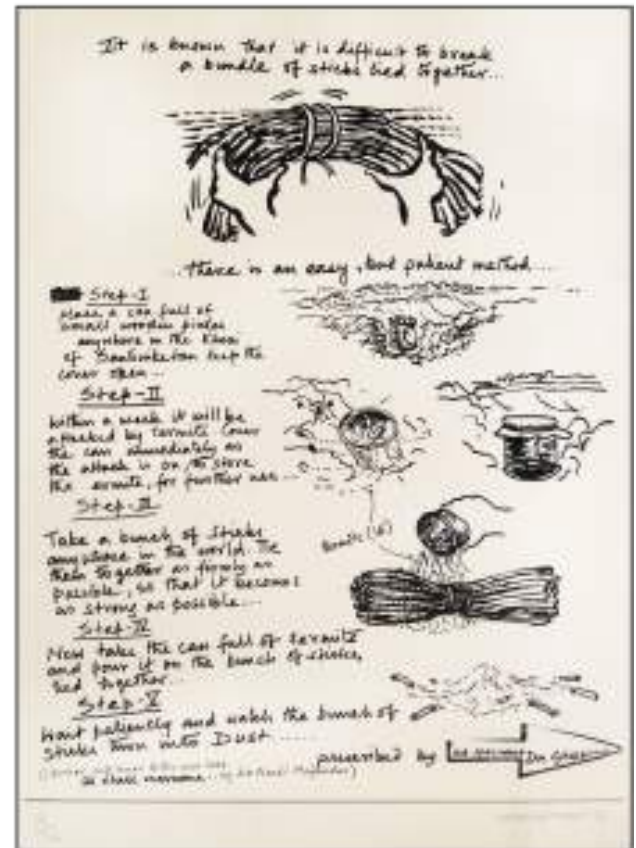 It is known that it is difficult to break
a bundle of sticks tied together...
...there is an easy, but patient method...
Step-I
Place a can full of
small wooden
anywhere in the
of Santiniketan keep the
cover open...
Step-II
Within a week it will be
attacked by termite cover
the can immediately as
the attack is on, to store
the termite, for further use...
Step-III
Take a bunch of sticks
anywhere in the world. Tie
them together as firmly as
possible, so that it becomes
as strong as possible...
Step IV
Now take the can full of termite
and pour it on the bunch of sticks,
tied together...
Step-V
Wait patiently and watch the bunch of
sticks turn into Dust......
prescribed by